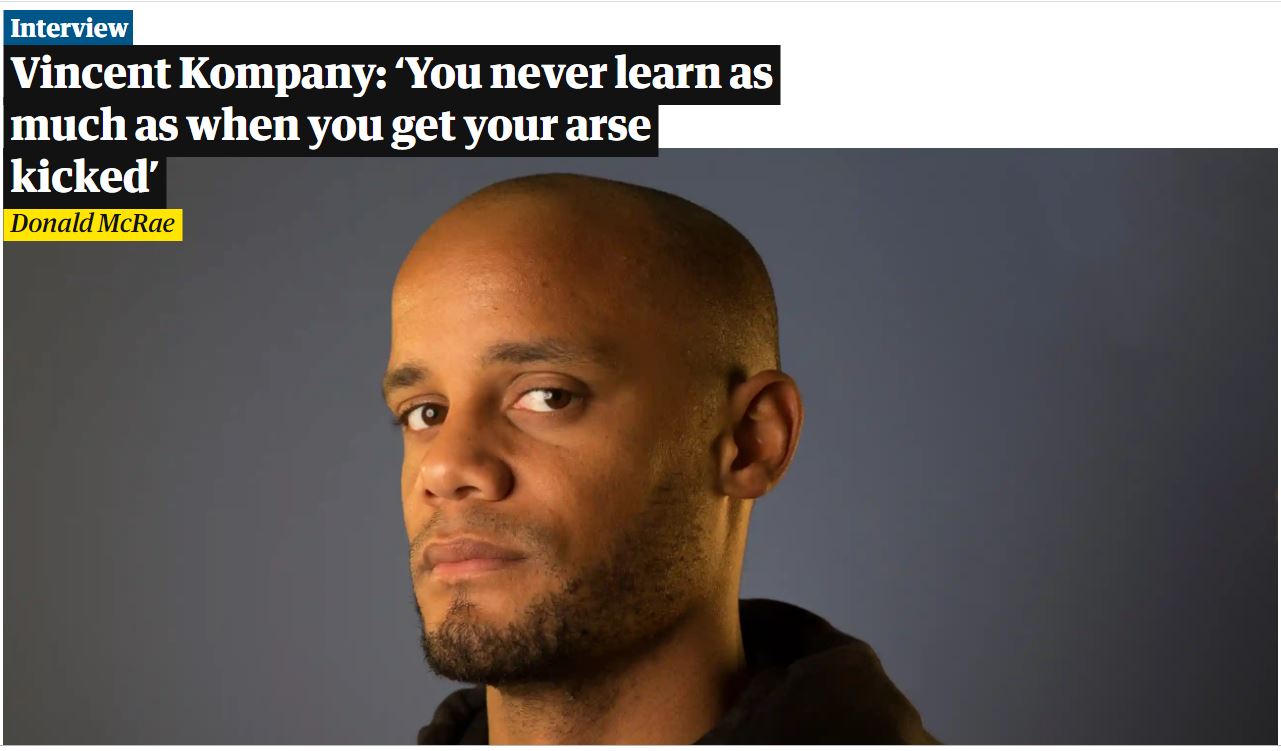 Interview
Vincent Kompany: ‘You never learn as
much as when you get your arse
kicked’
Donald McRae